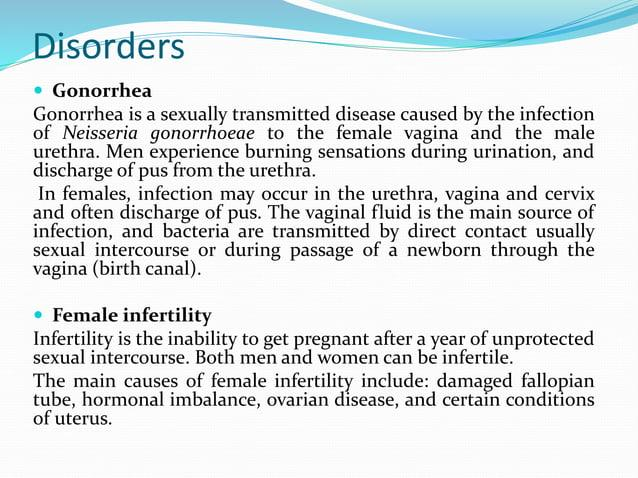 Disorders
Gonorrhea
Gonorrhea is a sexually transmitted disease caused by the infection
of Neisseria gonorrhoeae to the female vagina and the male
urethra. Men experience burning sensations during urination, and
discharge of pus from the urethra.
In females, infection may occur in the urethra, vagina and cervix
and often discharge of pus. The vaginal fluid is the main source of
infection, and bacteria are transmitted by direct contact usually
sexual intercourse or during passage of a newborn through the
vagina (birth canal).
Female infertility
Infertility is the inability to get pregnant after a year of unprotected
sexual intercourse. Both men and women can be infertile.
The main causes of female infertility include: damaged fallopian
tube, hormonal imbalance, ovarian disease, and certain conditions
of uterus.